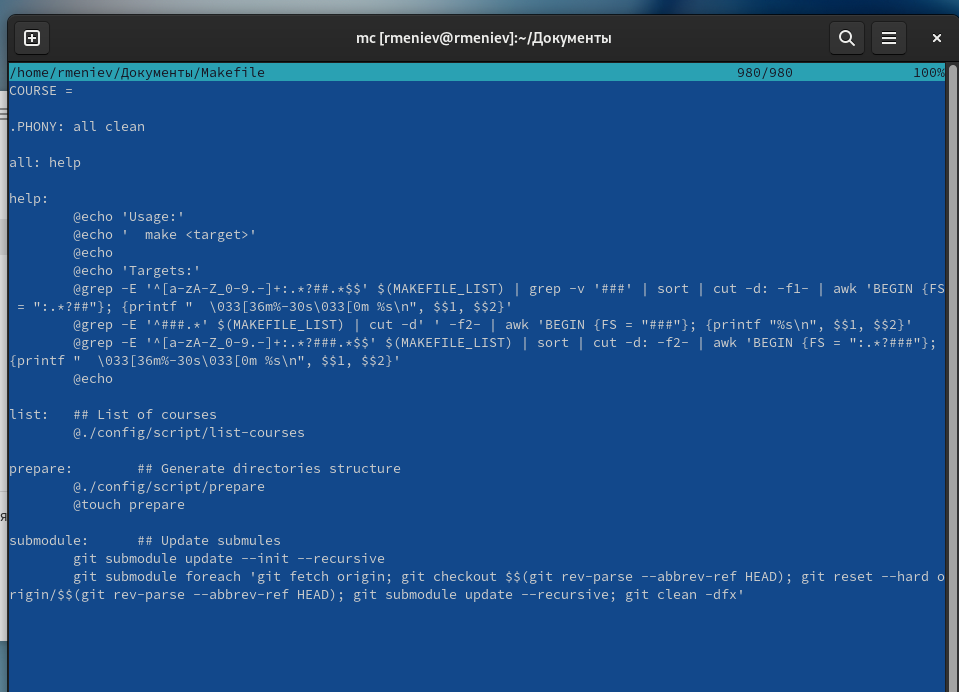 mc [rmeniev@rmeniev]:~/Документы
/home/rmeniev/Документы/Makefile 980/980 100%
COURSE =
.PHONY: all clean
all: help
help:
@echo 'Usage:'
@echo '  make <target>'
@echo
@echo 'Targets:'
@grep -E '^[a-zA-Z_0-9.-]+:.*?##.*$$' $(MAKEFILE_LIST) | grep -v '###' | sort | cut -d: -f1- | awk 'BEGIN {FS
= ":.*?##"}; {printf "  \033[36m%-30s\033[0m %s\n", $$1, $$2}'
@grep -E '^###.*' $(MAKEFILE_LIST) | cut -d' ' -f2- | awk 'BEGIN {FS = "###"}; {printf "%s\n", $$1, $$2}'
@grep -E '^[a-zA-Z_0-9.-]+:.*?###.*$$' $(MAKEFILE_LIST) | sort | cut -d: -f2- | awk 'BEGIN {FS = ":.*?###"};
{printf "  \033[36m%-30s\033[0m %s\n", $$1, $$2}'
@echo
list:   ## List of courses
@./config/script/list-courses
prepare:        ## Generate directories structure
@./config/script/prepare
@touch prepare
submodule:      ## Update submules
git submodule update --init --recursive
git submodule foreach 'git fetch origin; git checkout $$(git rev-parse --abbrev-ref HEAD); git reset --hard o
rigin/$$(git rev-parse --abbrev-ref HEAD); git submodule update --recursive; git clean -dfx'
я